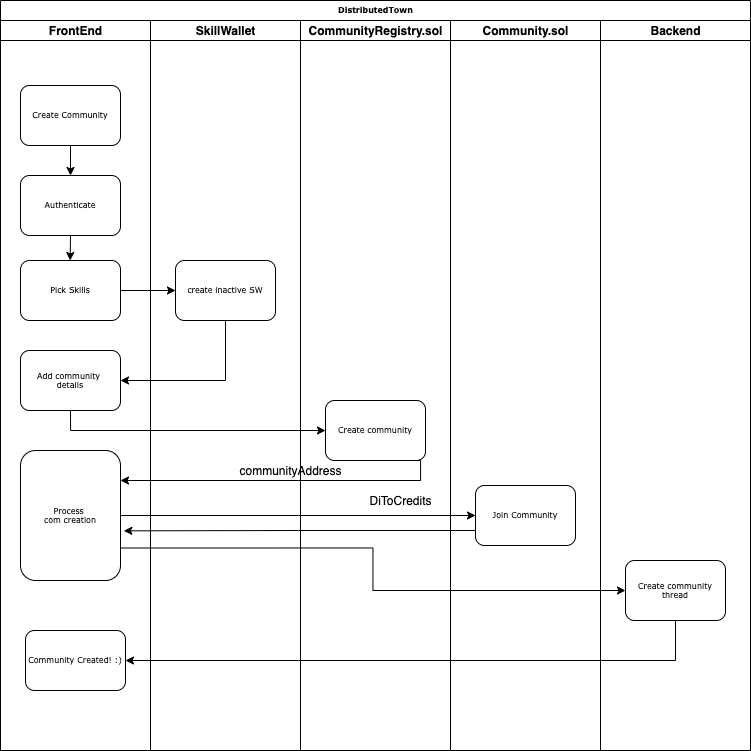 DistributedTown
FrontEnd
SkillWallet
CommunityRegistry.sol
Community.sol
Backend
Create Community
Authenticate
Pick Skills
create inactive SW
Add community
details
Create community
communityAddress
Process
com creation
DiToCredits
Join Community
Create community
thread
Community Created! :)